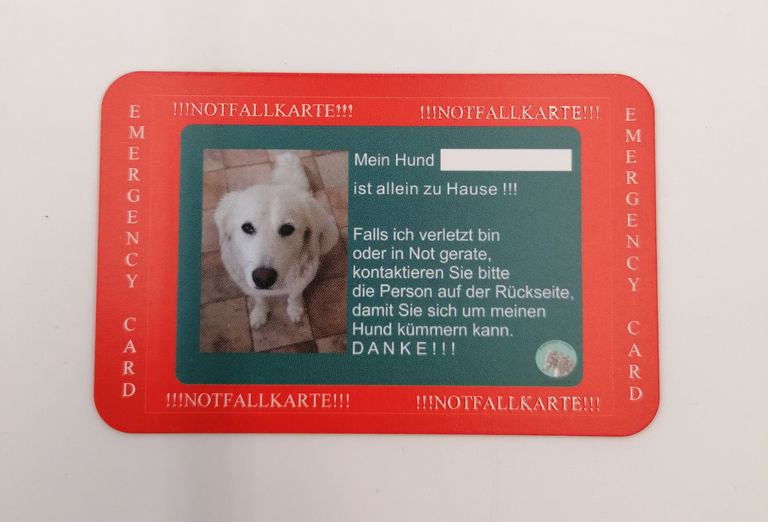 !!!NOTFALLKARTE!!!
!!!NOTFALLKARTE!!!
EMERGENCY CARD
Mein Hund
ist allein zu Hause !!!
Falls ich verletzt bin
oder in Not gerate,
kontaktieren Sie bitte
die Person auf der Rückseite,
damit Sie sich um meinen
Hund kümmern kann.
DANKE!!!
EMERGENCY CARD
!!!NOTFALLKARTE!!!
!!!NOTFALLKARTE!!!